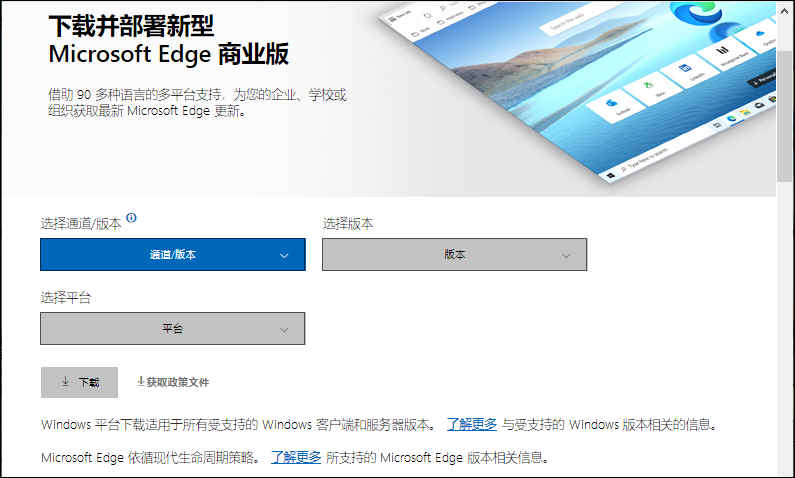 下载并部署新型
Microsoft Edge 商业版
借助 90 多种语言的多平台支持，为您的企业、学校或
组织获取最新 Microsoft Edge 更新。
Type here to search
选择通道/版本
选择版本
通道/版本
版本
选择平台
平台
下载
获取政策文件
Windows 平台下载适用于所有受支持的 Windows 客户端和服务器版本。 了解更多 与受支持的 Windows 版本相关的信息。
Microsoft Edge 依循现代生命周期策略。 了解更多 所支持的 Microsoft Edge 版本相关信息。